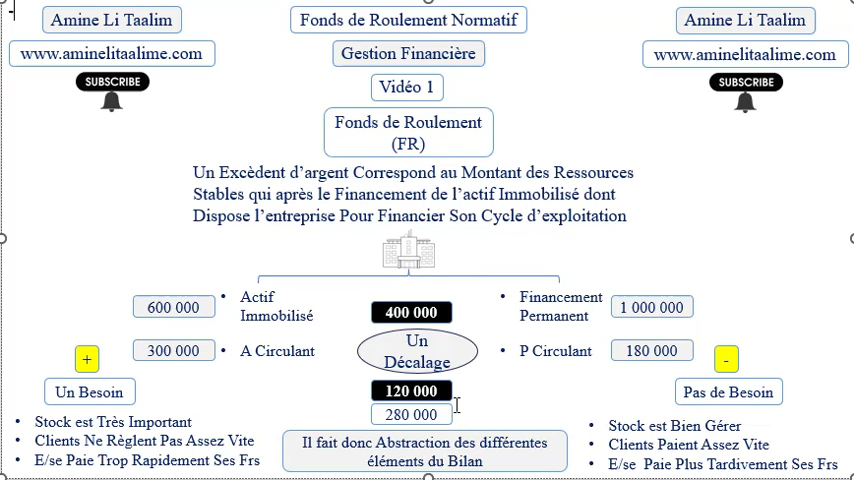 Amine Li Taalim
Fonds de Roulement Normatif
Amine Li Taalim
www.aminelitaalime.com
Gestion Financière
www.aminelitaalime.com
SUBSCRIBE
Vidéo 1
SUBSCRIBE
Fonds de Roulement
(FR)
Un Excèdent d'argent Correspond au Montant des Ressources
Stables qui après le Financement de l'actif Immobilisé dont
Dispose l'entreprise Pour Financier Son Cycle d'exploitation
600 000
• Actif
Immobilisé
400 000
• Financement
Permanent
1 000 000
+
300 000
• A Circulant
Un
Décalage
• P Circulant
180 000
-
Un Besoin
120 000
Pas de Besoin
280 000
• Stock est Très Important
• Clients Ne Règlent Pas Assez Vite
• E/se Paie Trop Rapidement Ses Frs
Il fait donc Abstraction des différentes
éléments du Bilan
• Stock est Bien Gérer
• Clients Paient Assez Vite
• E/se Paie Plus Tardivement Ses Frs